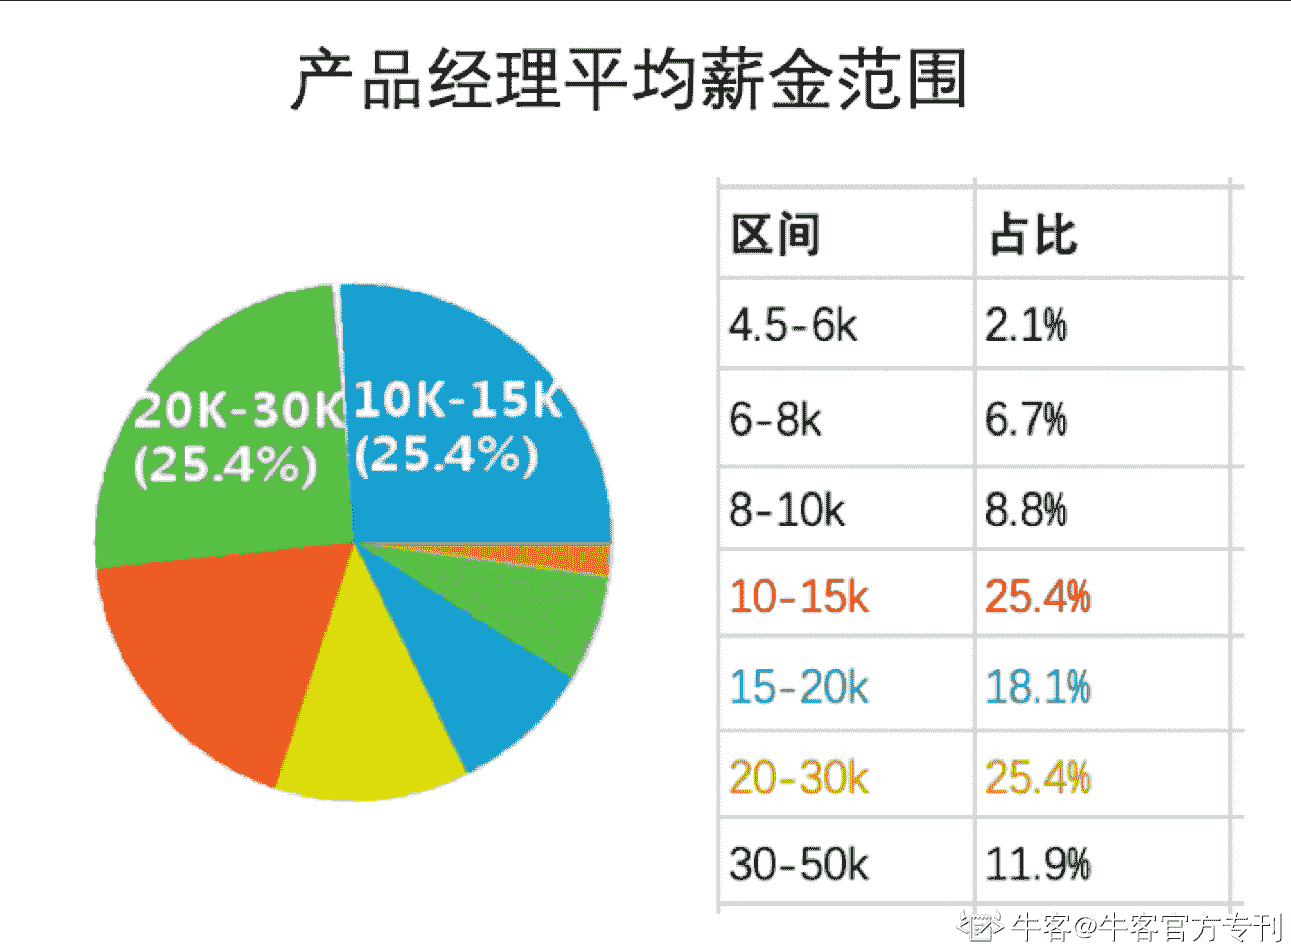 产品经理平均薪金范围
20K-30K
(25.4%)
10K-15K
(25.4%)
区间 占比
4.5-6k 2.1%
6-8k 6.7%
8-10k 8.8%
10-15k 25.4%
15-20k 18.1%
20-30k 25.4%
30-50k 11.9%
牛客@牛客官方专刊